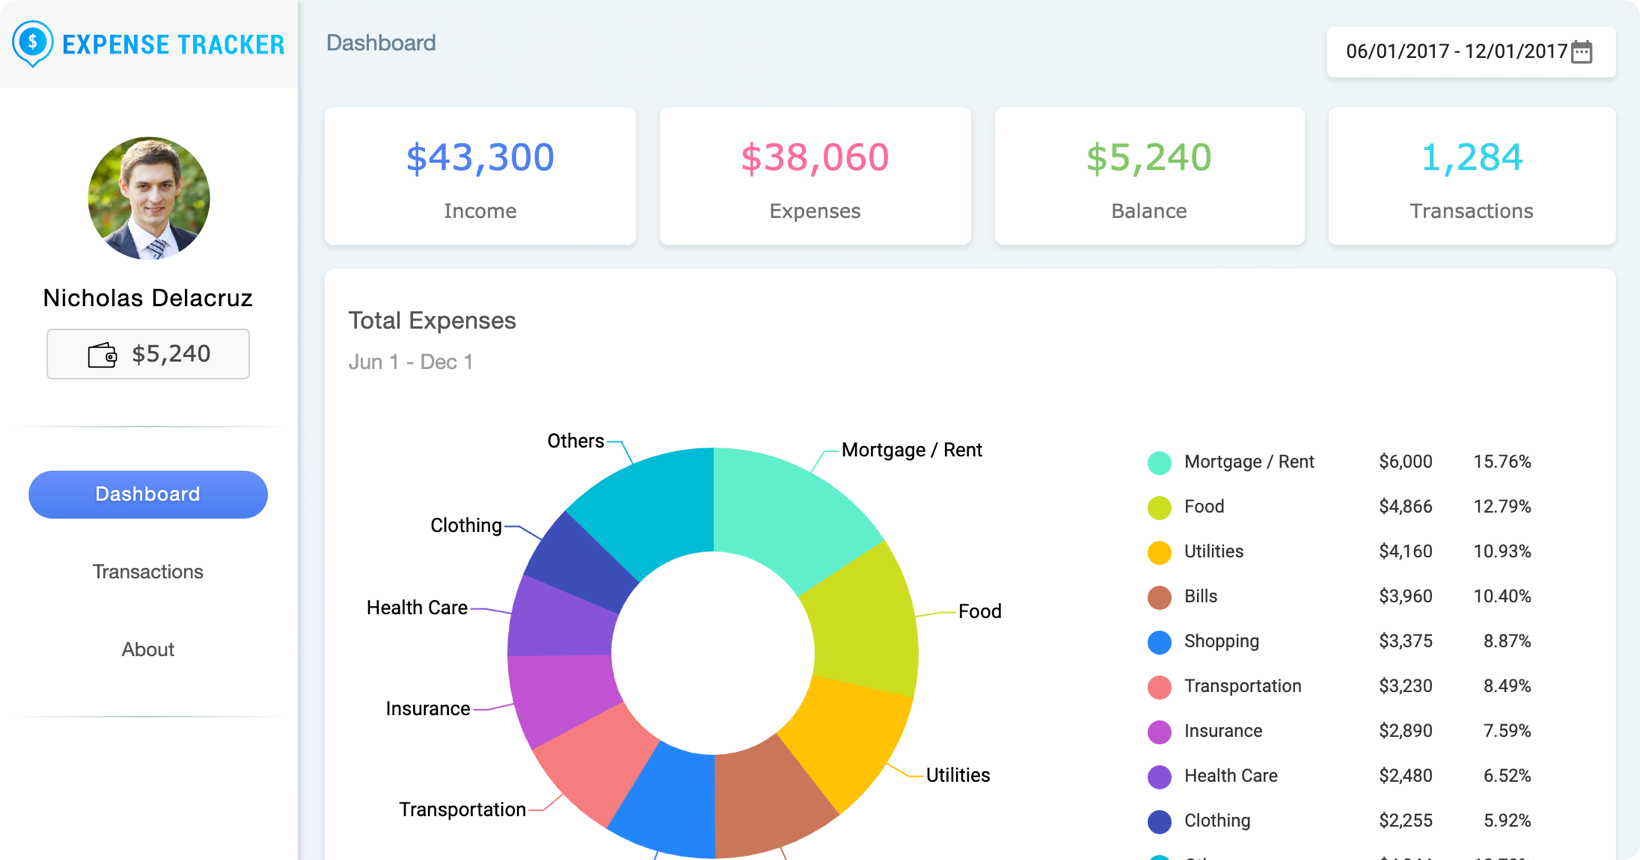 EXPENSE TRACKER
Dashboard
06/01/2017 - 12/01/2017
$43,300
Income
$38,060
Expenses
$5,240
Balance
1,284
Transactions
Nicholas Delacruz
$5,240
Dashboard
Transactions
About
Total Expenses
Jun 1 - Dec 1
Others
Mortgage / Rent
Clothing
Health Care
Food
Insurance
Utilities
Transportation
Mortgage / Rent $6,000 15.76%
Food $4,866 12.79%
Utilities $4,160 10.93%
Bills $3,960 10.40%
Shopping $3,375 8.87%
Transportation $3,230 8.49%
Insurance $2,890 7.59%
Health Care $2,480 6.52%
Clothing $2,255 5.92%